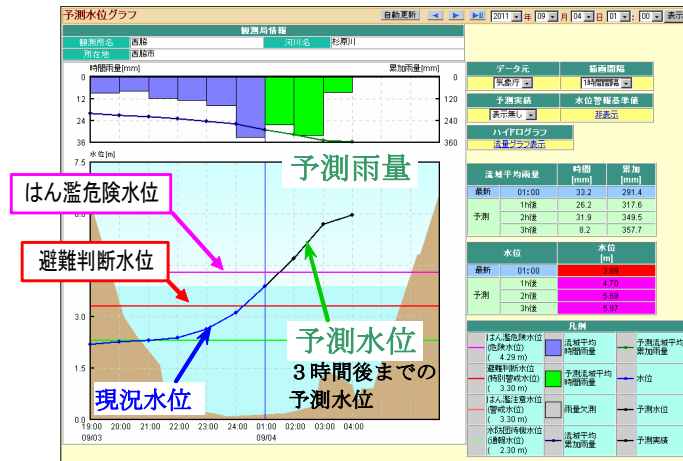 予測水位グラフ
自動更新
2011 年 09 月 04 日 01 : 00 表示
観測局情報
観測所名 西脇 河川名 杉原川
所在地 西脇市
時間雨量[mm] 累加雨量[mm]
0 0
12 120
24 240
36 360
水位[m]
7.5
予測雨量
はん濫危険水位
避難判断水位
3.0
1.5
予測水位
3時間後までの
予測水位
現況水位
19:00 20:00 21:00 22:00 23:00 00:00 01:00 02:00 03:00 04:00
09/03 09/04
データ元 描画間隔
気象庁 1時間間隔
予測実績 水位警報基準値
表示無し 非表示
ハイドログラフ
流量グラフ表示
流域平均雨量 時間[mm] 累加[mm]
最新 01:00 33.2 291.4
予測 1h後 26.2 317.6
2h後 31.9 349.5
3h後 8.2 357.7
水位 水位[m]
最新 01:00 3.89
予測 1h後 4.70
2h後 5.69
3h後 5.97
凡例
はん濫危険水位
(危険水位)
( 4.29 m)
流域平均
時間雨量
予測流域平均
累加雨量
避難判断水位
(特別警戒水位)
( 3.30 m)
予測流域平均
時間雨量
水位
はん濫注意水位
(警戒水位)
( 3.30 m)
雨量欠測
予測水位
水防団待機水位
(通報水位)
( 2.30 m)
流域平均
累加雨量
予測実績